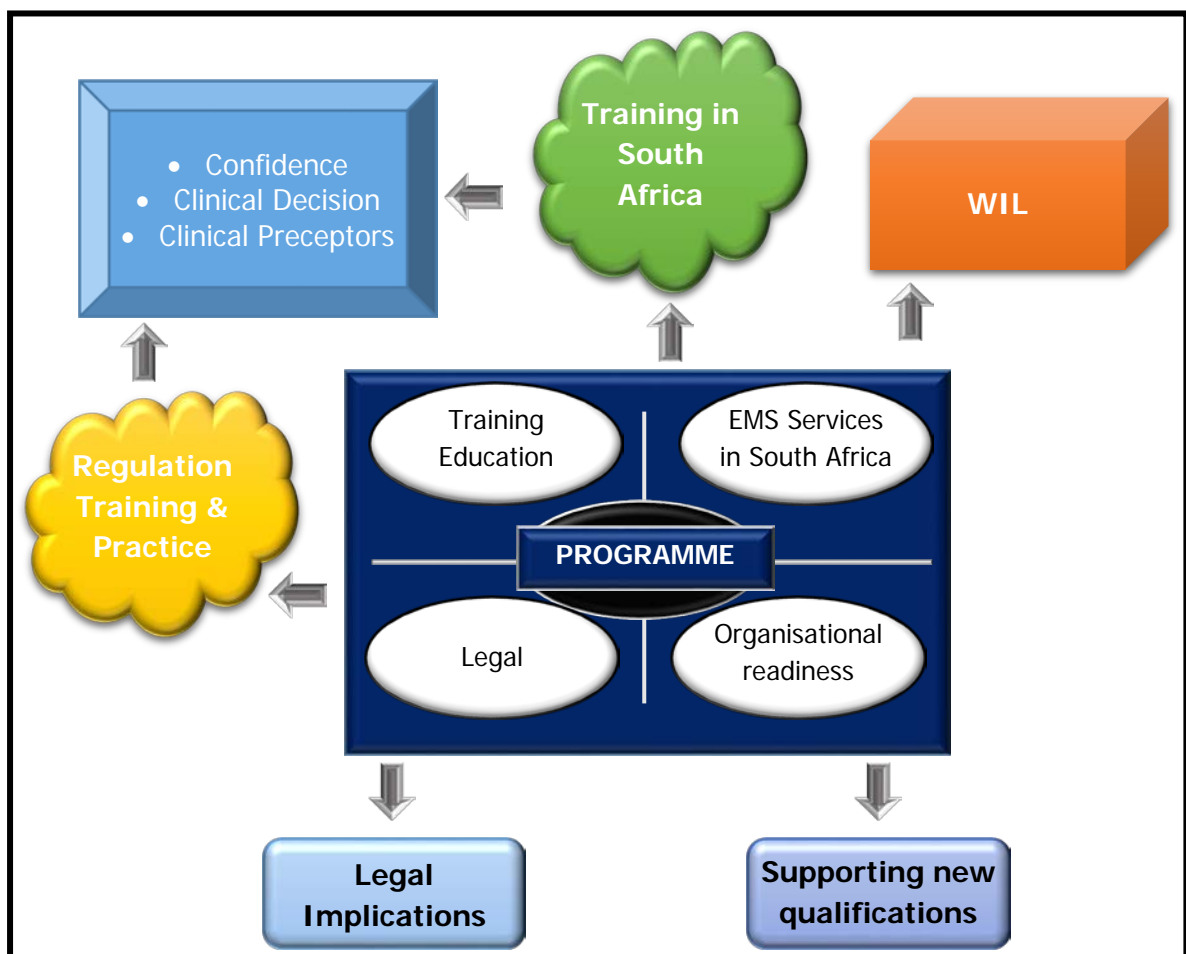 • Confidence
• Clinical Decision
• Clinical Preceptors
Training in
South
Africa
WIL
Regulation
Training &
Practice
Training
Education
EMS Services
in South Africa
PROGRAMME
Legal
Organisational
readiness
Legal
Implications
Supporting new
qualifications